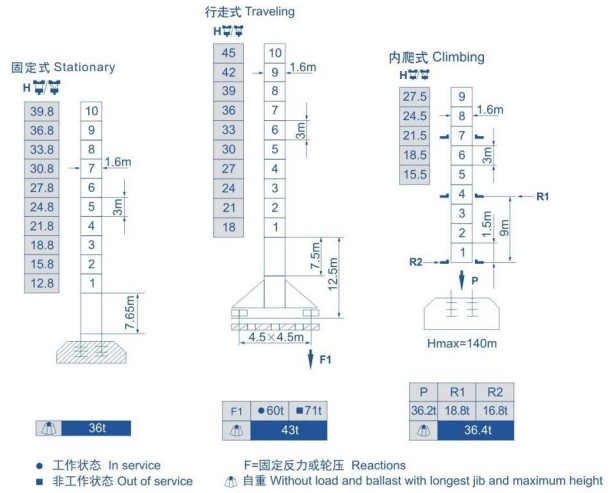 固定式 Stationary
H
39.8 10
36.8 9
33.8 8
30.8 7 1.6m
27.8 6
24.8 5 3m
21.8 4
18.8 3
15.8 2
12.8 1
7.65m
36t
行走式 Traveling
H
45 10
42 9 1.6m
39 8
36 7
33 6 3m
30 5
27 4
24 3
21 2
18 1
7.5m
12.5m
4.5×4.5m
F1
F1 ●60t ■71t
43t
内爬式 Climbing
H
27.5 9
24.5 8 1.6m
21.5 7
18.5 6 3m
15.5 5
4 R1
3
2 1.5m 9m
1
R2
P
Hmax=140m
P R1 R2
36.2t 18.8t 16.8t
36.4t
● 工作状态 In service
■ 非工作状态 Out of service
F=固定反力或轮压 Reactions
自重 Without load and ballast with longest jib and maximum height